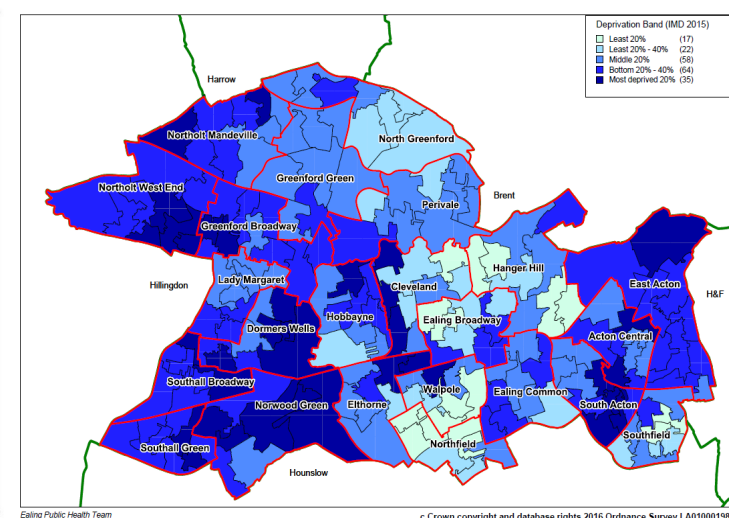 Deprivation Band (IMD 2015)
Least 20% (17)
Least 20% - 40% (22)
Middle 20% (58)
Bottom 20% - 40% (64)
Most deprived 20% (35)
Harrow
Northolt Mandeville
North Greenford
Greenford Green
Northolt West End
Brent
Perivale
Greenford Broadway
Hanger Hill
Lady Margaret
Hillingdon
Cleveland
East Acton
H&F
Hobbayne
Ealing Broadway
Dormers Wells
Acton Central
Southall Broadway
Walpole
Ealing Common
Norwood Green
Elthorne
South Acton
Southfield
Northfield
Southall Green
Hounslow
Ealing Public Health Team
c Crown copyright and database rights 2016 Ordnance Survey LA01000198